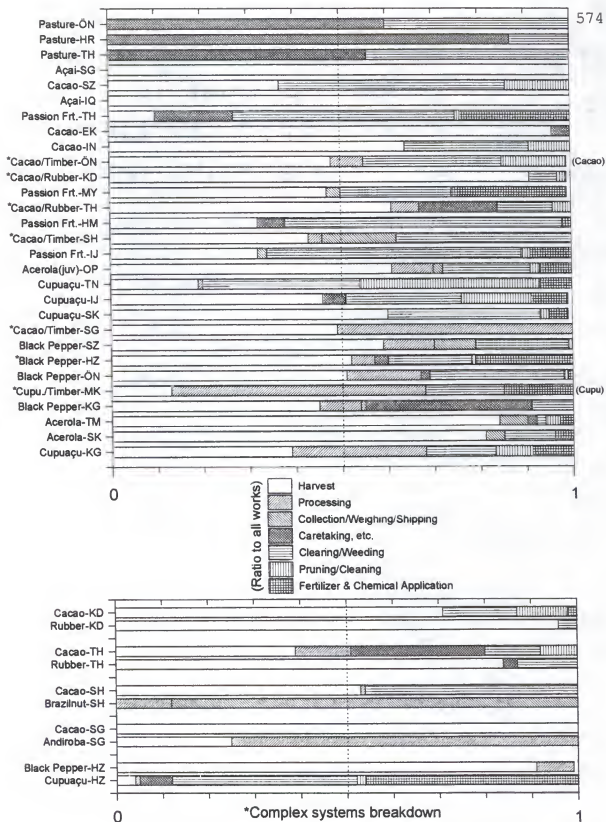 574
Pasture-ÖN
Pasture-HR
Pasture-TH
Açai-SG
Cacao-SZ
Açai-IQ
Passion Frt.-TH
Cacao-EK
Cacao-IN
*Cacao/Timber-ÖN (Cacao)
*Cacao/Rubber-KD
Passion Frt.-MY
*Cacao/Rubber-TH
Passion Frt.-HM
*Cacao/Timber-SH
Passion Frt.-IJ
Acerola(juv)-OP
Cupuaçu-TN
Cupuaçu-IJ
Cupuaçu-SK
*Cacao/Timber-SG
Black Pepper-SZ
*Black Pepper-HZ
Black Pepper-ÖN
*Cupu./Timber-MK (Cupu)
Black Pepper-KG
Acerola-TM
Acerola-SK
Cupuaçu-KG
0 1
(Ratio to all works)
Harvest
Processing
Collection/Weighing/Shipping
Caretaking, etc.
Clearing/Weeding
Pruning/Cleaning
Fertilizer & Chemical Application
Cacao-KD
Rubber-KD
Cacao-TH
Rubber-TH
Cacao-SH
Brazilnut-SH
Cacao-SG
Andiroba-SG
Black Pepper-HZ
Cupuaçu-HZ
0 *Complex systems breakdown 1